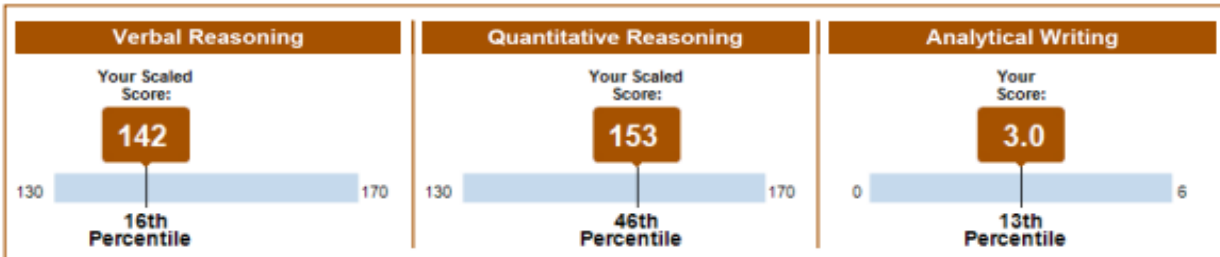 Verbal Reasoning
Your Scaled
Score:
142
130
170
16th
Percentile
Quantitative Reasoning
Your Scaled
Score:
153
130
170
46th
Percentile
Analytical Writing
Your
Score:
3.0
0
6
13th
Percentile